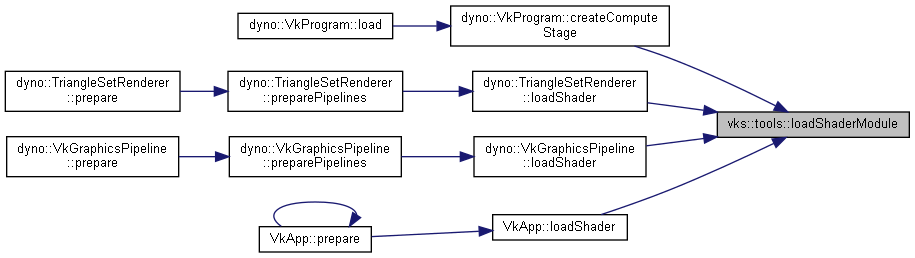 dyno::VkProgram::load
dyno::VkProgram::createCompute
Stage
dyno::TriangleSetRenderer
::prepare
dyno::TriangleSetRenderer
::preparePipelines
dyno::TriangleSetRenderer
::loadShader
vks::tools::loadShaderModule
dyno::VkGraphicsPipeline
::prepare
dyno::VkGraphicsPipeline
::preparePipelines
dyno::VkGraphicsPipeline
::loadShader
VkApp::prepare
VkApp::loadShader